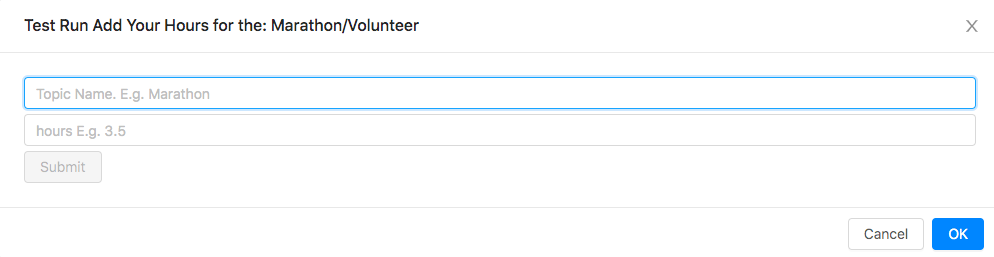 Test Run Add Your Hours for the: Marathon/Volunteer
X
Topic Name. E.g. Marathon
hours E.g. 3.5
Submit
Cancel OK